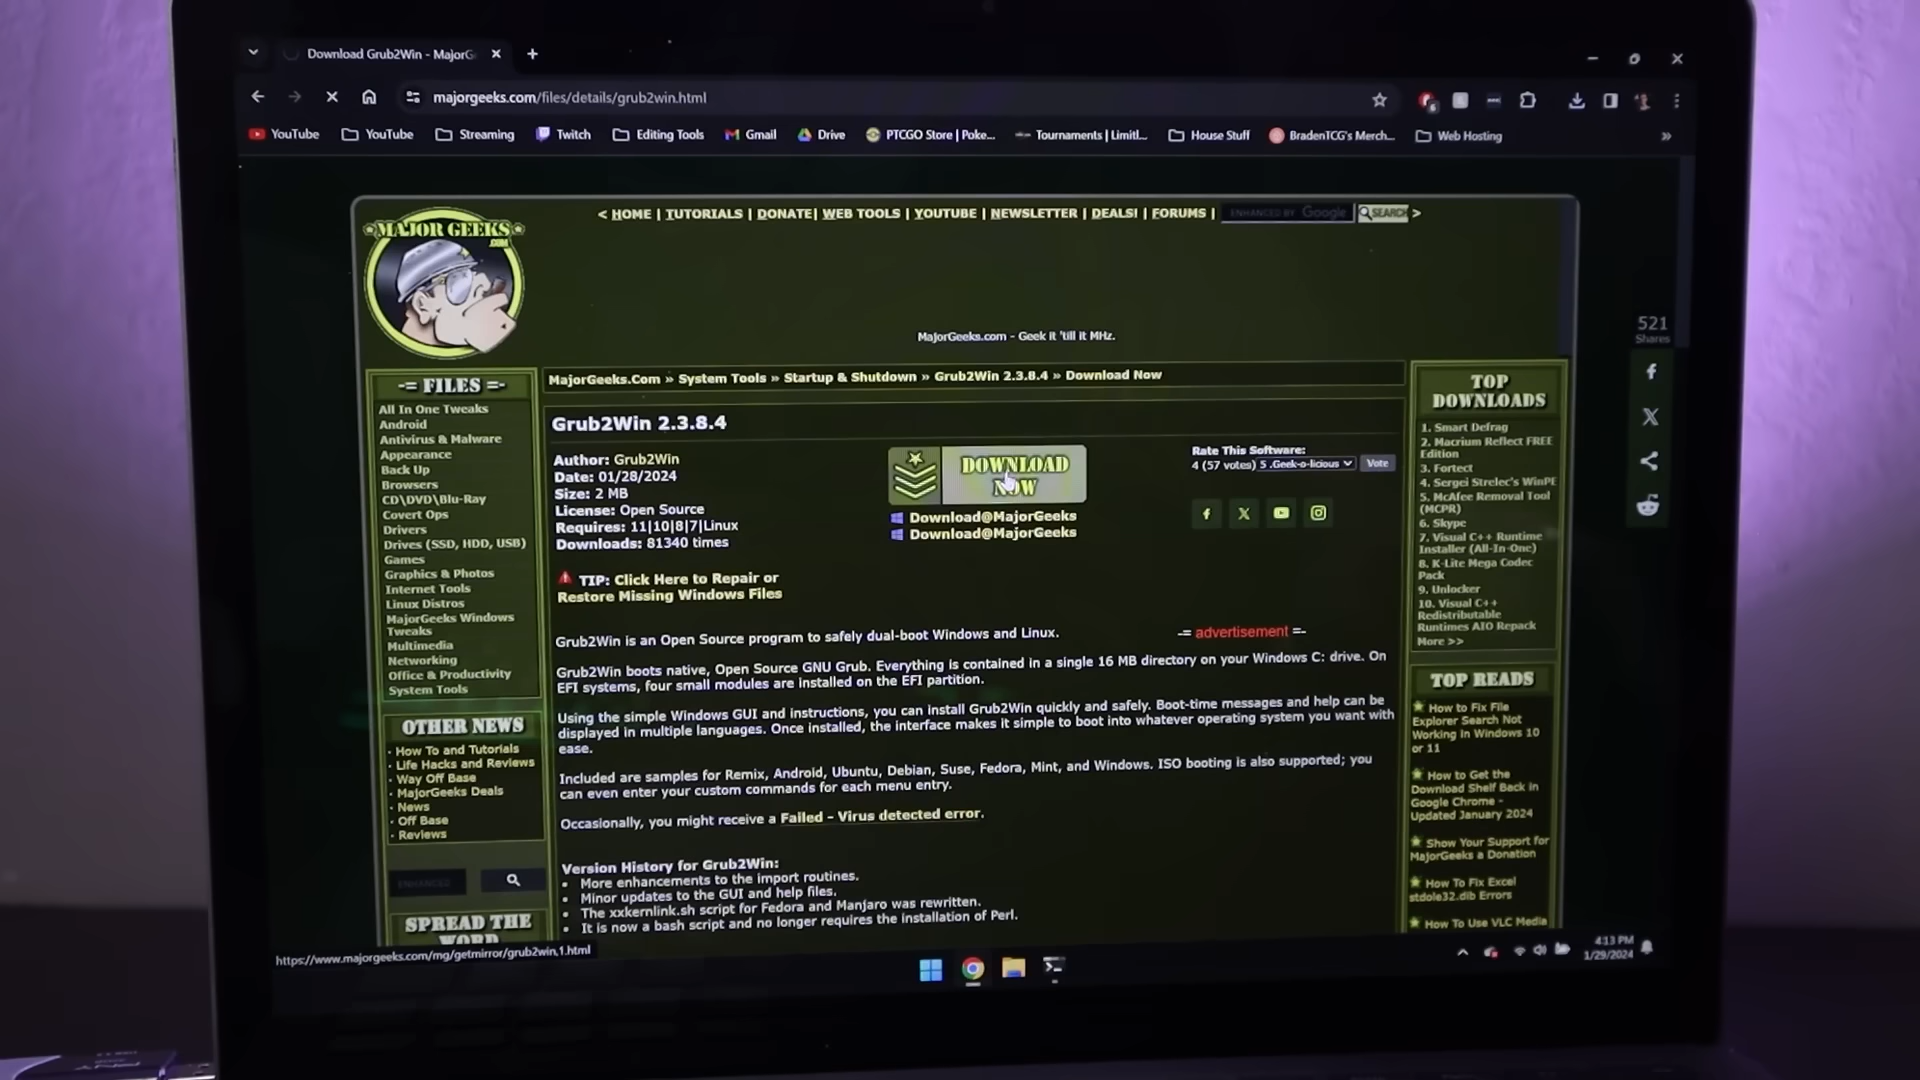 Download Grub2Win - MajorG
majorgeeks.com/files/details/grub2win.html
YouTube
YouTube
Streaming
Twitch
Editing Tools
Gmail
Drive
PTCGO Store | Poke...
Tournaments | Limitl...
House Stuff
BradenTCG's Merch...
Web Hosting
»
MAJOR GEEKS
.COM
< HOME | TUTORIALS | DONATE| WEB TOOLS | YOUTUBE | NEWSLETTER | DEALS! | FORUMS | ENHANCED BY Google SEARCH >
MajorGeeks.com - Geek it 'till it MHz.
521
Shares
-= FILES =-
All In One Tweaks
Android
Antivirus & Malware
Appearance
Back Up
Browsers
CD\DVD\Blu-Ray
Covert Ops
Drivers
Drives (SSD, HDD, USB)
Games
Graphics & Photos
Internet Tools
Linux Distros
MajorGeeks Windows
Tweaks
Multimedia
Networking
Office & Productivity
System Tools
OTHER NEWS
· How To and Tutorials
· Life Hacks and Reviews
· Way Off Base
· MajorGeeks Deals
· News
· Off Base
· Reviews
ENHANCED
SPREAD THE
WORD
MajorGeeks.Com » System Tools » Startup & Shutdown » Grub2Win 2.3.8.4 » Download Now
Grub2Win 2.3.8.4
Author: Grub2Win
Date: 01/28/2024
Size: 2 MB
License: Open Source
Requires: 11|10|8|7|Linux
Downloads: 81340 times
DOWNLOAD
NOW
Download@MajorGeeks
Download@MajorGeeks
Rate This Software:
4 (57 votes) 5 .Geek-o-licious Vote
TIP: Click Here to Repair or
Restore Missing Windows Files
-= advertisement =-
Grub2Win is an Open Source program to safely dual-boot Windows and Linux.
Grub2Win boots native, Open Source GNU Grub. Everything is contained in a single 16 MB directory on your Windows C: drive. On
EFI systems, four small modules are installed on the EFI partition.
Using the simple Windows GUI and instructions, you can install Grub2Win quickly and safely. Boot-time messages and help can be
displayed in multiple languages. Once installed, the interface makes it simple to boot into whatever operating system you want with
ease.
Included are samples for Remix, Android, Ubuntu, Debian, Suse, Fedora, Mint, and Windows. ISO booting is also supported; you
can even enter your custom commands for each menu entry.
Occasionally, you might receive a Failed - Virus detected error.
Version History for Grub2Win:
• More enhancements to the import routines.
• Minor updates to the GUI and help files.
• The xxkernlink.sh script for Fedora and Manjaro was rewritten.
• It is now a bash script and no longer requires the installation of Perl.
TOP
DOWNLOADS
1. Smart Defrag
2. Macrium Reflect FREE
Edition
3. Fortect
4. Sergei Strelec's WinPE
5. McAfee Removal Tool
(MCPR)
6. Skype
7. Visual C++ Runtime
Installer (All-In-One)
8. K-Lite Mega Codec
Pack
9. Unlocker
10. Visual C++
Redistributable
Runtimes AIO Repack
More >>
TOP READS
How to Fix File
Explorer Search Not
Working in Windows 10
or 11
How to Get the
Download Shelf Back in
Google Chrome -
Updated January 2024
Show Your Support for
MajorGeeks a Donation
How To Fix Excel
stdole32.dlb Errors
How To Use VLC Media
https://www.majorgeeks.com/mg/getmirror/grub2win,1.html
4:13 PM
1/29/2024